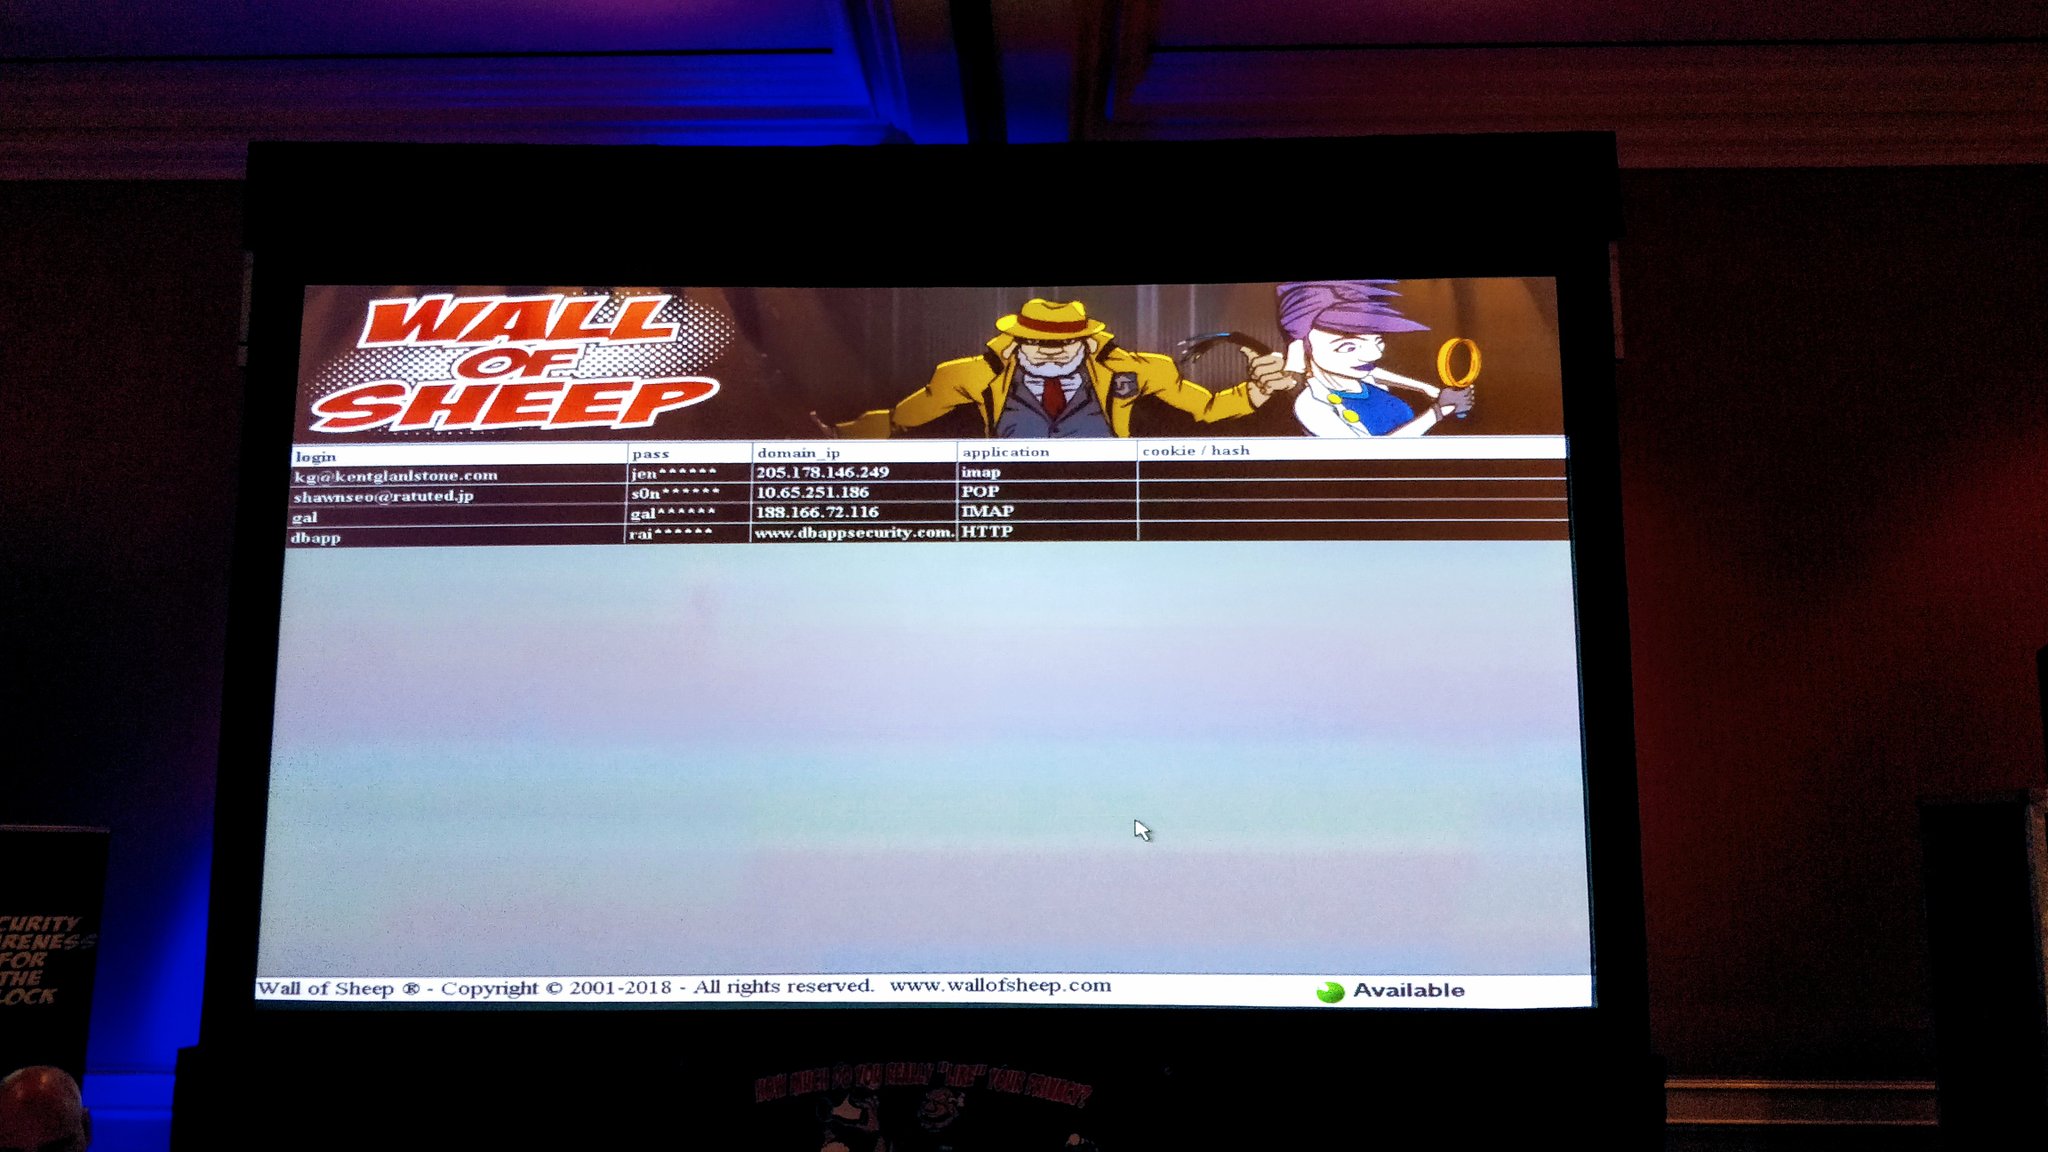 WALL
OF
SHEEP
login pass domain_ip application cookie / hash
kg@kentglanlstone.com jen****** 205.178.146.249 imap
shawnseo@ratuted.jp s0n****** 10.65.251.186 POP
gal gal****** 188.166.72.116 IMAP
dbapp rai****** www.dbappsecurity.com. HTTP
Wall of Sheep ® - Copyright © 2001-2018 - All rights reserved. www.wallofsheep.com Available
CURITY
RENESS
FOR
THE
LOCK
HOW MUCH DO YOU REALLY "LIKE" YOUR PRIVACY?